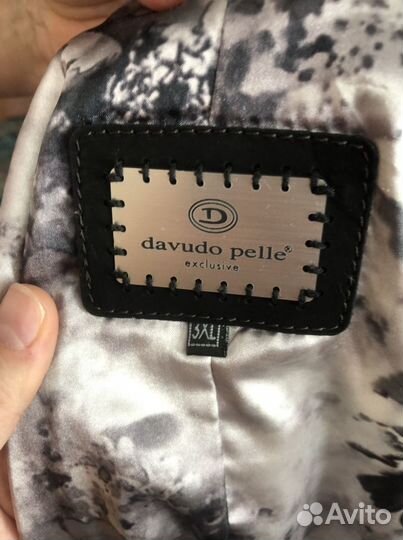 D
davudo pelle®
exclusive
3XL
Avito